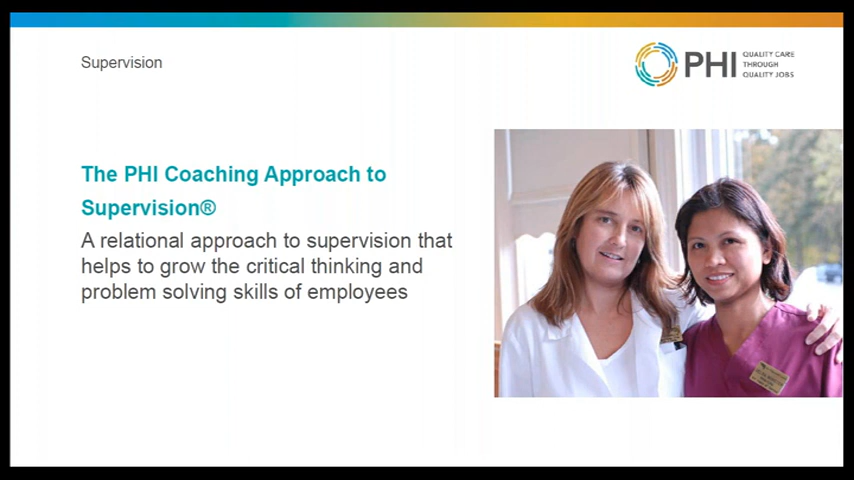 Supervision
PHI
QUALITY CARE
THROUGH
QUALITY JOBS
The PHI Coaching Approach to
Supervision®
A relational approach to supervision that
helps to grow the critical thinking and
problem solving skills of employees